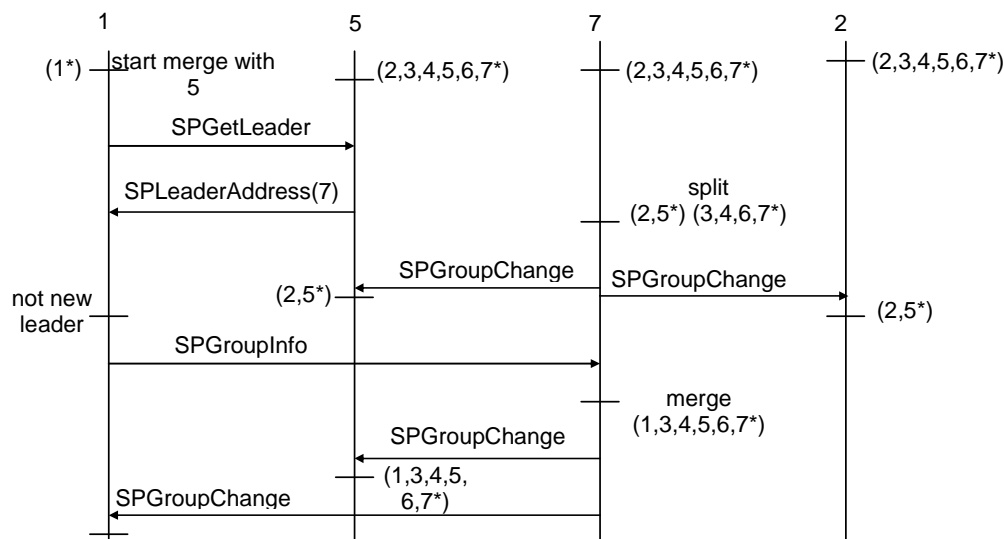 1 5 7 2
(1*) start merge with
5
(2,3,4,5,6,7*) (2,3,4,5,6,7*) (2,3,4,5,6,7*)
SPGetLeader
SPLeaderAddress(7)
split
(2,5*) (3,4,6,7*)
SPGroupChange
SPGroupChange
not new
leader
(2,5*)
(2,5*)
SPGroupInfo
merge
(1,3,4,5,6,7*)
SPGroupChange
(1,3,4,5,
6,7*)
SPGroupChange